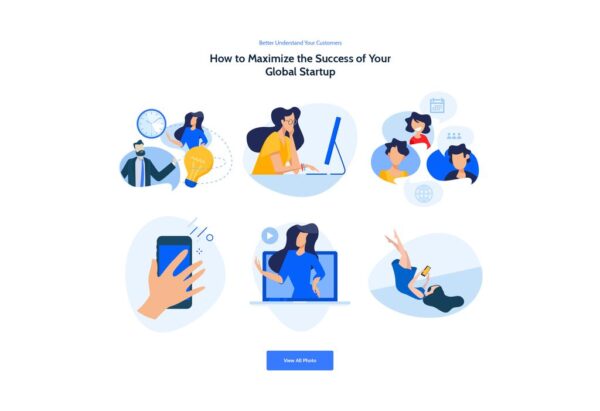 Better Understand Your Customers
How to Maximize the Success of Your
Global Startup
View All Photo